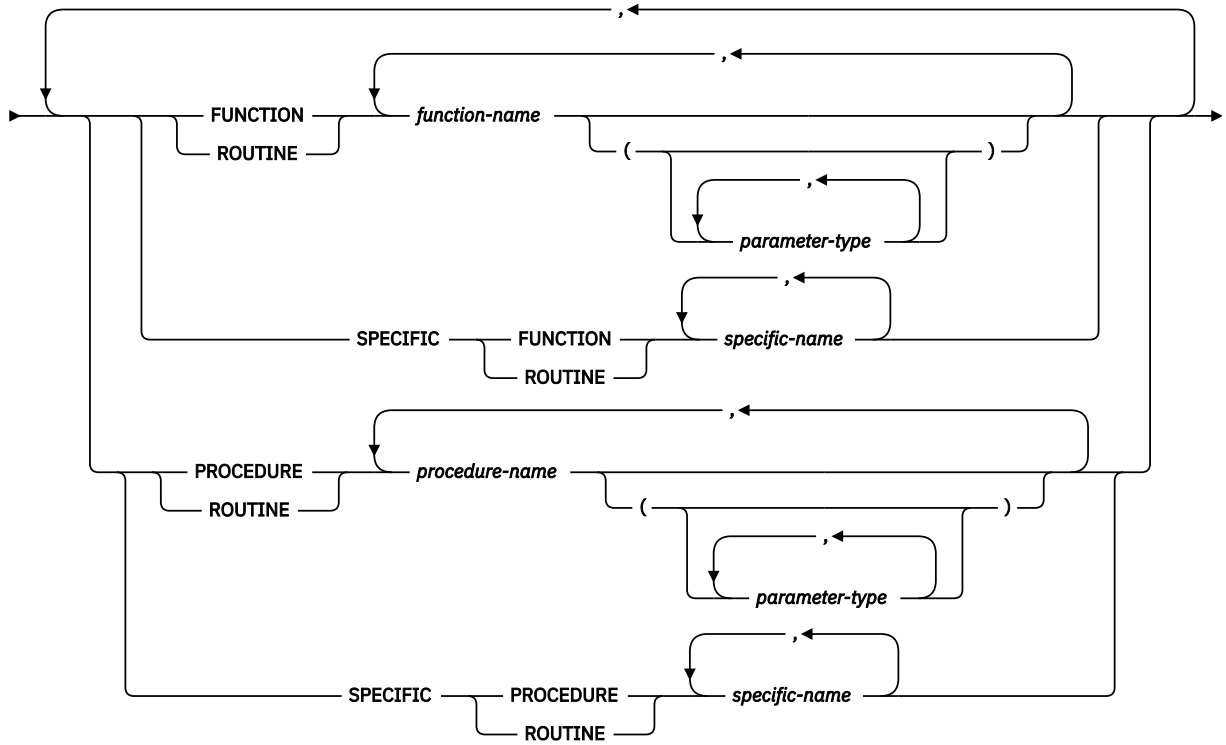 ,
,
FUNCTION function-name
ROUTINE
( )
,
parameter-type
,
SPECIFIC FUNCTION specific-name
ROUTINE
,
PROCEDURE procedure-name
ROUTINE
( )
,
parameter-type
,
SPECIFIC PROCEDURE specific-name
ROUTINE